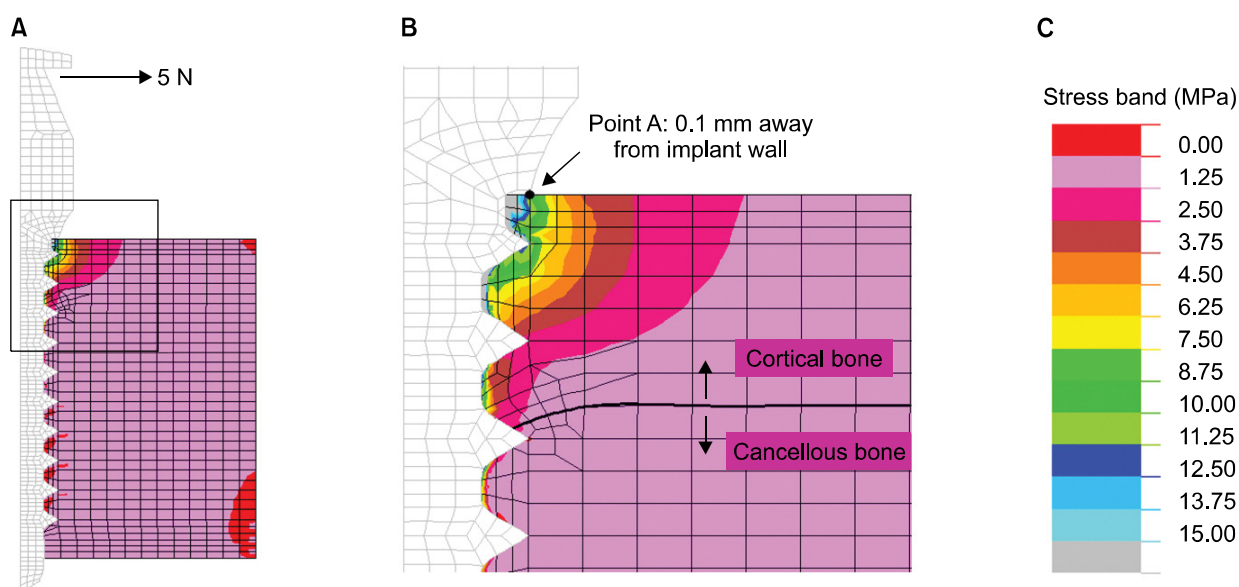 A
5 N
B
Point A: 0.1 mm away
from implant wall
Cortical bone
Cancellous bone
C
Stress band (MPa)
0.00
1.25
2.50
3.75
4.50
6.25
7.50
8.75
10.00
11.25
12.50
13.75
15.00